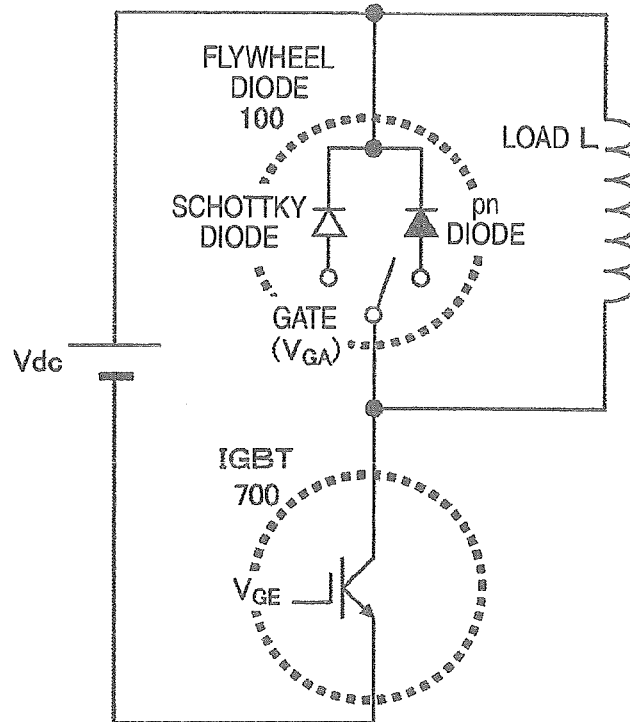 FLYWHEEL
DIODE
100
LOAD L
SCHOTTKY
DIODE
pn
DIODE
GATE
(VGA)
Vdc
IGBT
700
VGE